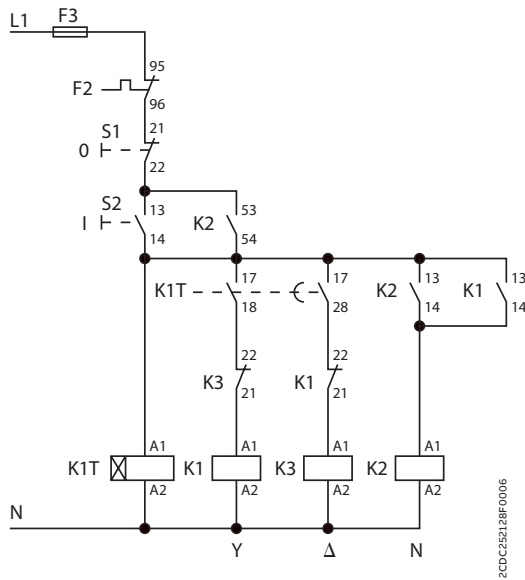 L1 F3
95
F2
96
S1 21
0
22
S2 13 K2 53
I
14 54
K1T 17 17 K2 13 K1 13
18 28 14 14
22 22
K3 K1
21 21
A1 A1 A1 A1
K1T K1 K3 K2
A2 A2 A2 A2
N
Y Δ N
2CDC252128F0006